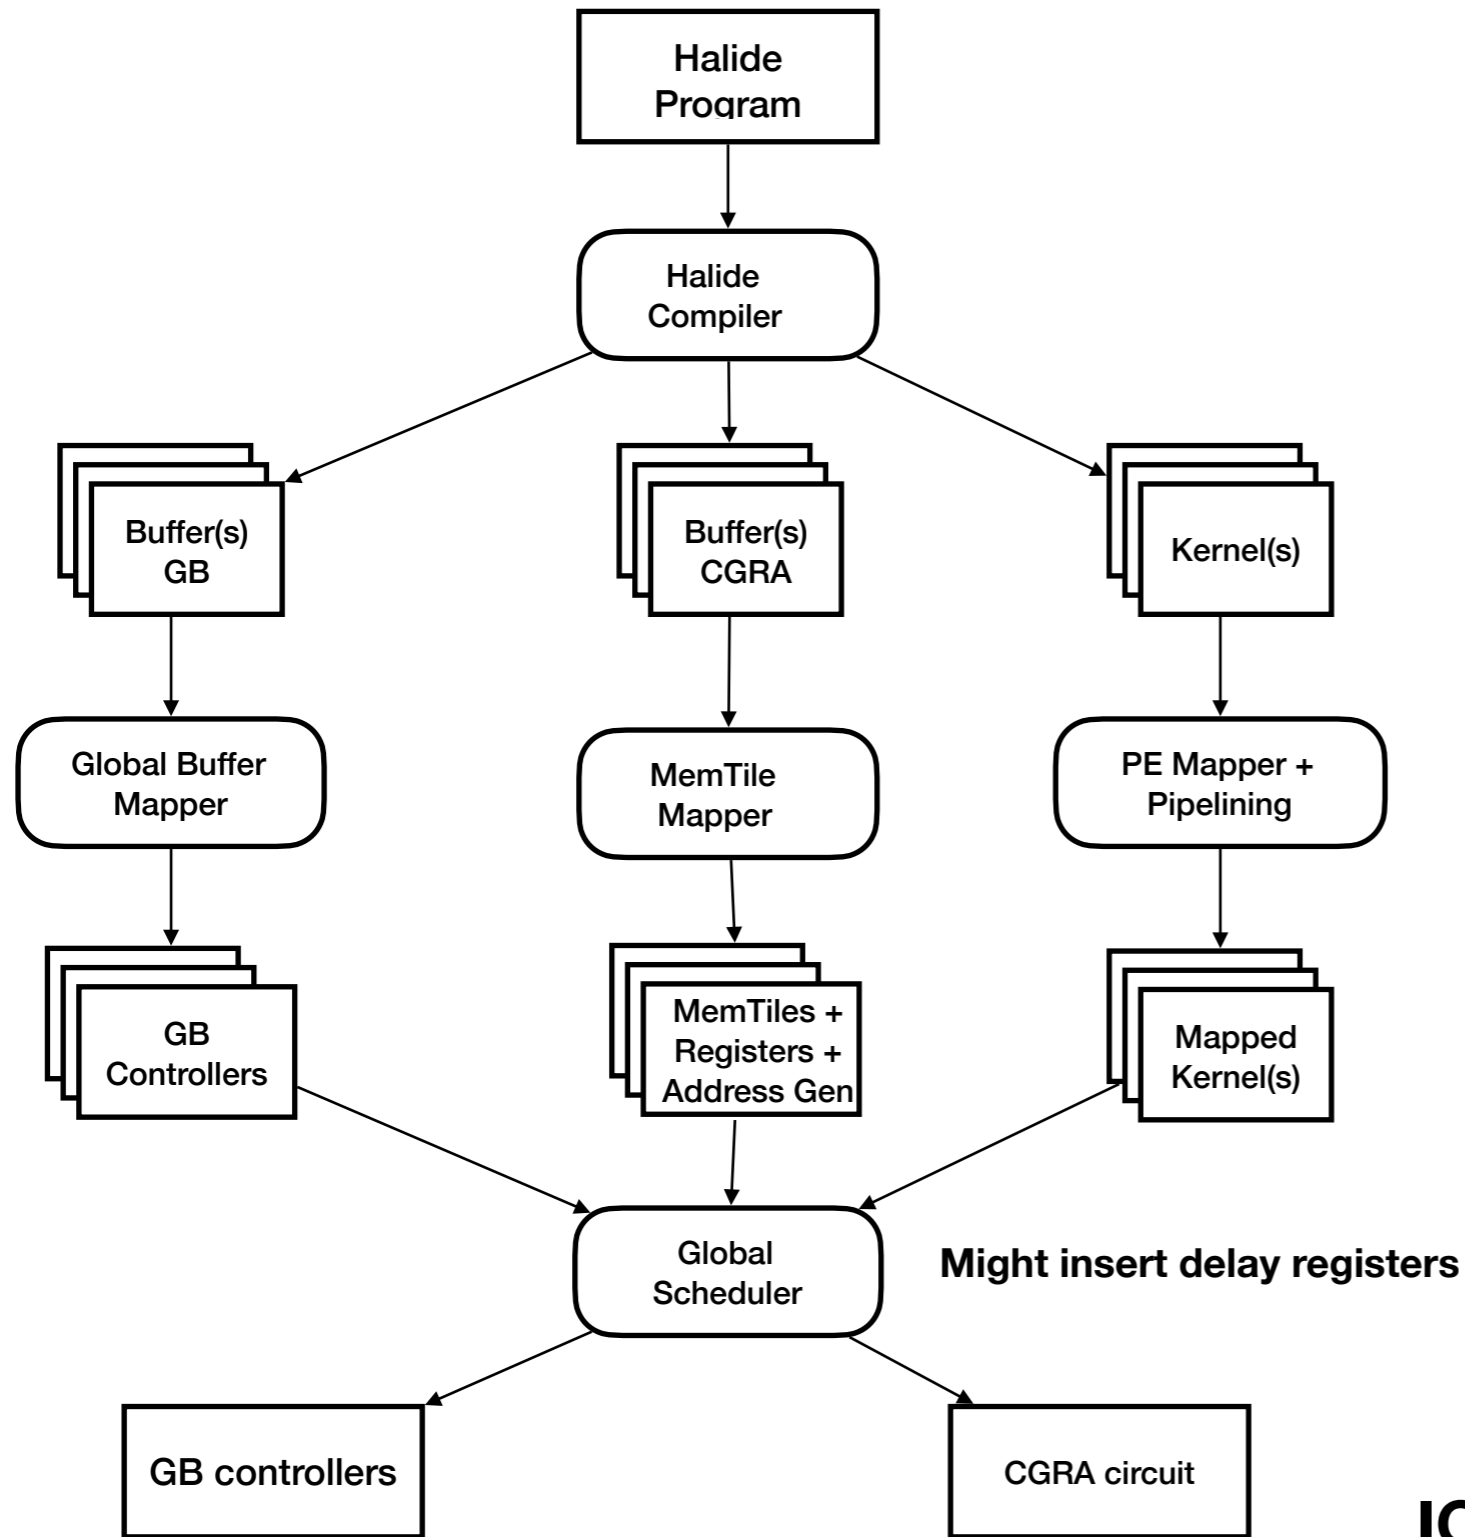 Halide
Program
Halide
Compiler
Buffer(s)
GB
Buffer(s)
CGRA
Kernel(s)
Global Buffer
Mapper
MemTile
Mapper
PE Mapper +
Pipelining
GB
Controllers
MemTiles +
Registers +
Address Gen
Mapped
Kernel(s)
Global
Scheduler
Might insert delay registers
GB controllers
CGRA circuit